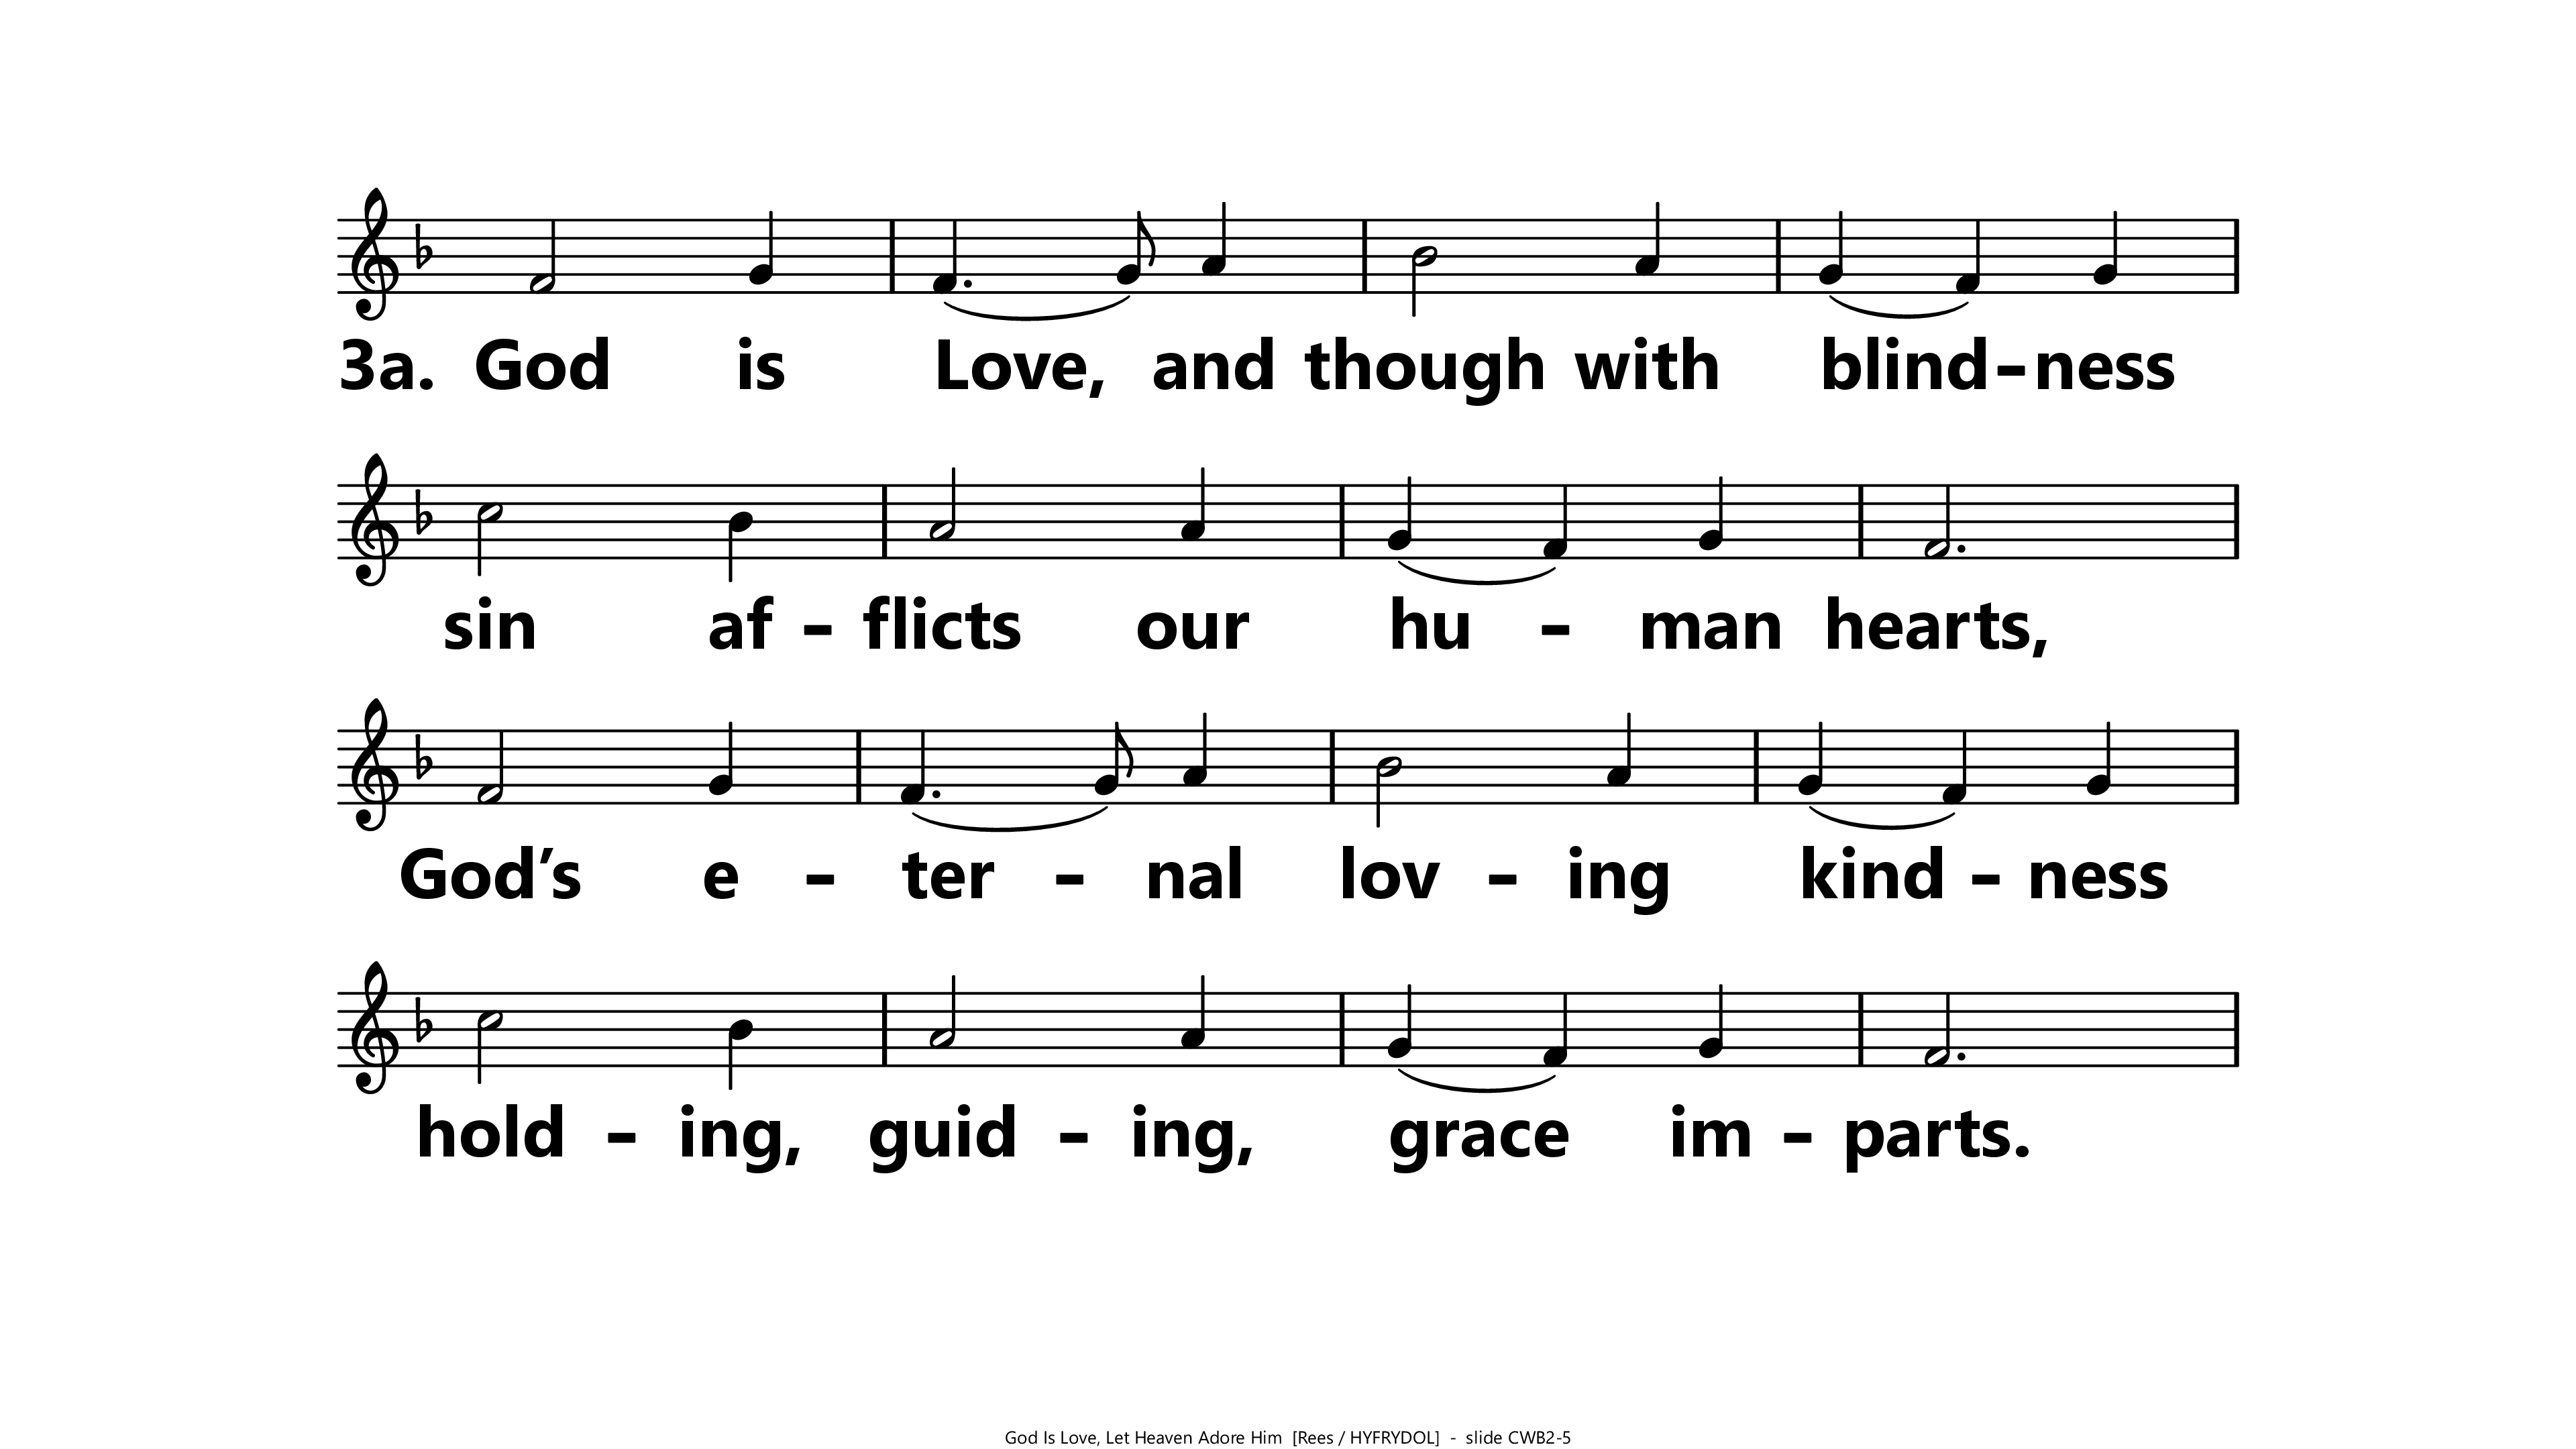 3a. God is Love, and though with blind-ness
sin af - flicts our hu - man hearts,
God’s e - ter - nal lov - ing kind - ness
hold - ing, guid - ing, grace im - parts.
God Is Love, Let Heaven Adore Him [Rees / HYFRYDOL] - slide CWB2-5